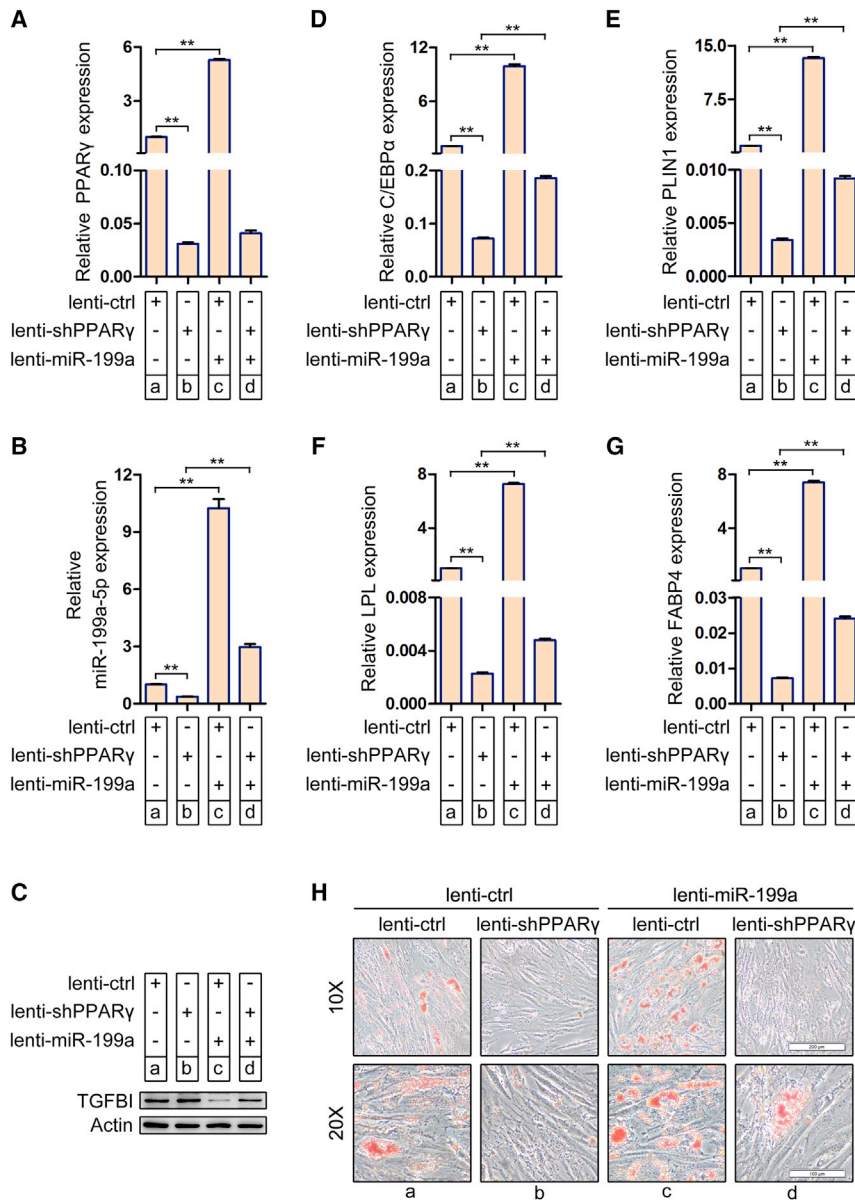 A
**
**
Relative PPARγ expression
6
3
0.10
0.05
0.00
lenti-ctrl + - + -
lenti-shPPARγ - + - +
lenti-miR-199a - - + +
a b c d
D
**
**
**
Relative C/EBPα expression
12
6
0.2
0.1
0.0
lenti-ctrl + - + -
lenti-shPPARγ - + - +
lenti-miR-199a - - + +
a b c d
E
**
**
**
Relative PLIN1 expression
15.0
7.5
0.010
0.005
0.000
lenti-ctrl + - + -
lenti-shPPARγ - + - +
lenti-miR-199a - - + +
a b c d
B
**
**
**
Relative
miR-199a-5p expression
12
9
6
3
0
lenti-ctrl + - + -
lenti-shPPARγ - + - +
lenti-miR-199a - - + +
a b c d
F
**
**
**
Relative LPL expression
8
4
0.008
0.004
0.000
lenti-ctrl + - + -
lenti-shPPARγ - + - +
lenti-miR-199a - - + +
a b c d
G
**
**
**
Relative FABP4 expression
8
4
0.03
0.02
0.01
0.00
lenti-ctrl + - + -
lenti-shPPARγ - + - +
lenti-miR-199a - - + +
a b c d
C
lenti-ctrl + - + -
lenti-shPPARγ - + - +
lenti-miR-199a - - + +
a b c d
TGFBI
Actin
H
lenti-ctrl lenti-miR-199a
lenti-ctrl lenti-shPPARγ lenti-ctrl lenti-shPPARγ
10X
200 μm
20X
100 μm
a b c d